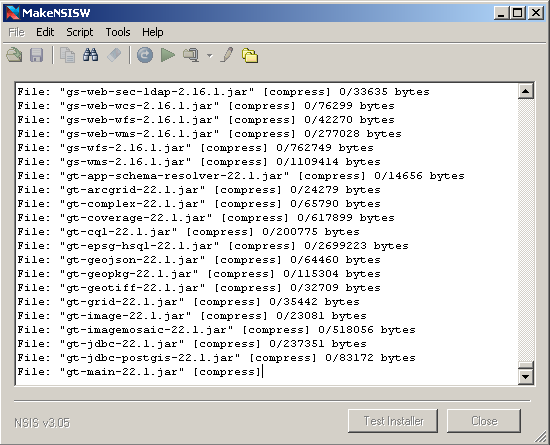 MakeNSISW
File Edit Script Tools Help
File: "gs-web-sec-ldap-2.16.1.jar" [compress] 0/33635 bytes
File: "gs-web-wcs-2.16.1.jar" [compress] 0/76299 bytes
File: "gs-web-wfs-2.16.1.jar" [compress] 0/42270 bytes
File: "gs-web-wms-2.16.1.jar" [compress] 0/277028 bytes
File: "gs-wfs-2.16.1.jar" [compress] 0/762749 bytes
File: "gs-wms-2.16.1.jar" [compress] 0/1109414 bytes
File: "gt-app-schema-resolver-22.1.jar" [compress] 0/14656 bytes
File: "gt-arcgrid-22.1.jar" [compress] 0/24279 bytes
File: "gt-complex-22.1.jar" [compress] 0/65790 bytes
File: "gt-coverage-22.1.jar" [compress] 0/617899 bytes
File: "gt-cql-22.1.jar" [compress] 0/200775 bytes
File: "gt-epsg-hsql-22.1.jar" [compress] 0/2699223 bytes
File: "gt-geojson-22.1.jar" [compress] 0/64460 bytes
File: "gt-geopkg-22.1.jar" [compress] 0/115304 bytes
File: "gt-geotiff-22.1.jar" [compress] 0/32709 bytes
File: "gt-grid-22.1.jar" [compress] 0/35442 bytes
File: "gt-image-22.1.jar" [compress] 0/23081 bytes
File: "gt-imagemosaic-22.1.jar" [compress] 0/518056 bytes
File: "gt-jdbc-22.1.jar" [compress] 0/237351 bytes
File: "gt-jdbc-postgis-22.1.jar" [compress] 0/83172 bytes
File: "gt-main-22.1.jar" [compress]
NSIS v3.05
Test Installer
Close